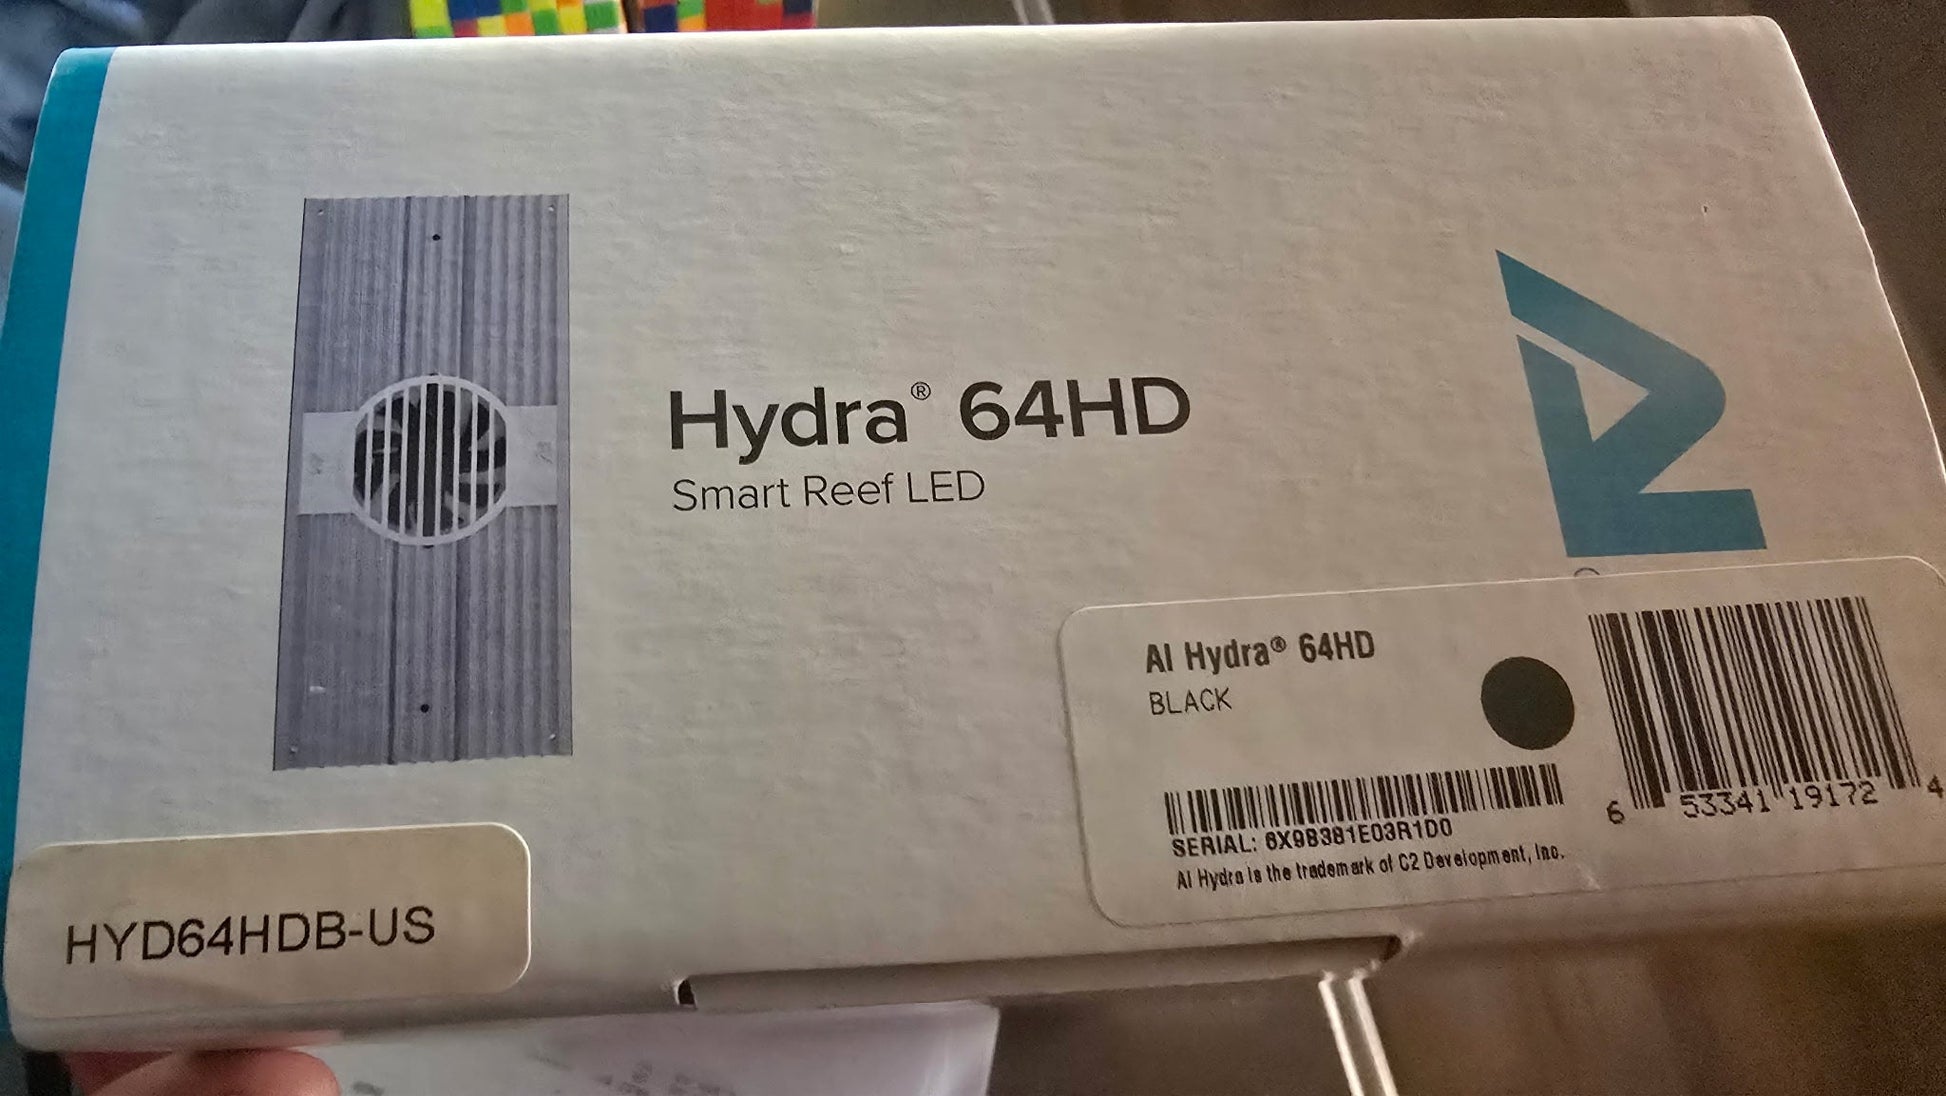 Hydra® 64HD
Smart Reef LED
AI Hydra® 64HD
BLACK
SERIAL: 6X98381E03R1D0
AI Hydra is the trademark of C2 Development, Inc.
6 53341 19172 4
HYD64HDB-US